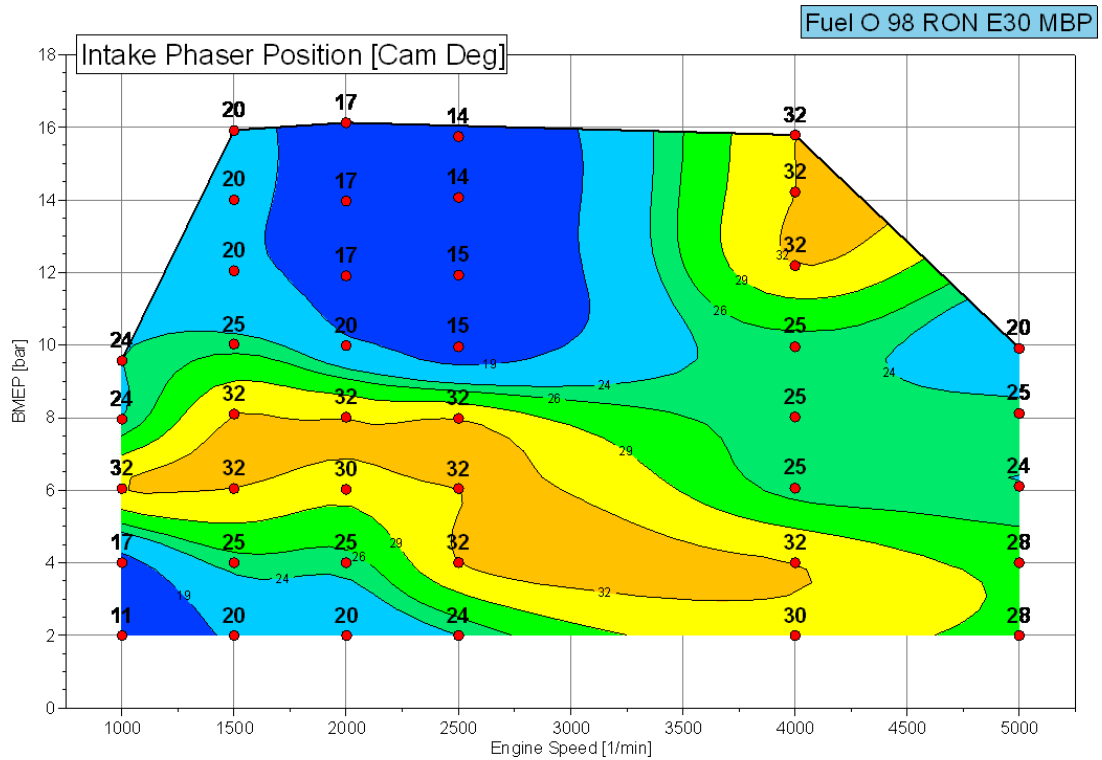 Fuel O 98 RON E30 MBP
Intake Phaser Position [Cam Deg]
18
16
14
12
10
8
6
4
2
0
BMEP [bar]
20 17 14 32
20 17 14 32
20 17 15 32
32
29
26
24 25 20 15 25 20
19
24
24
26
24 32 32 32 25 25
29
32 32 30 32 25 24
29
17 25 25 32 32 28
26
24
19
32
11 20 20 24 30 28
1000 1500 2000 2500 3000 3500 4000 4500 5000
Engine Speed [1/min]